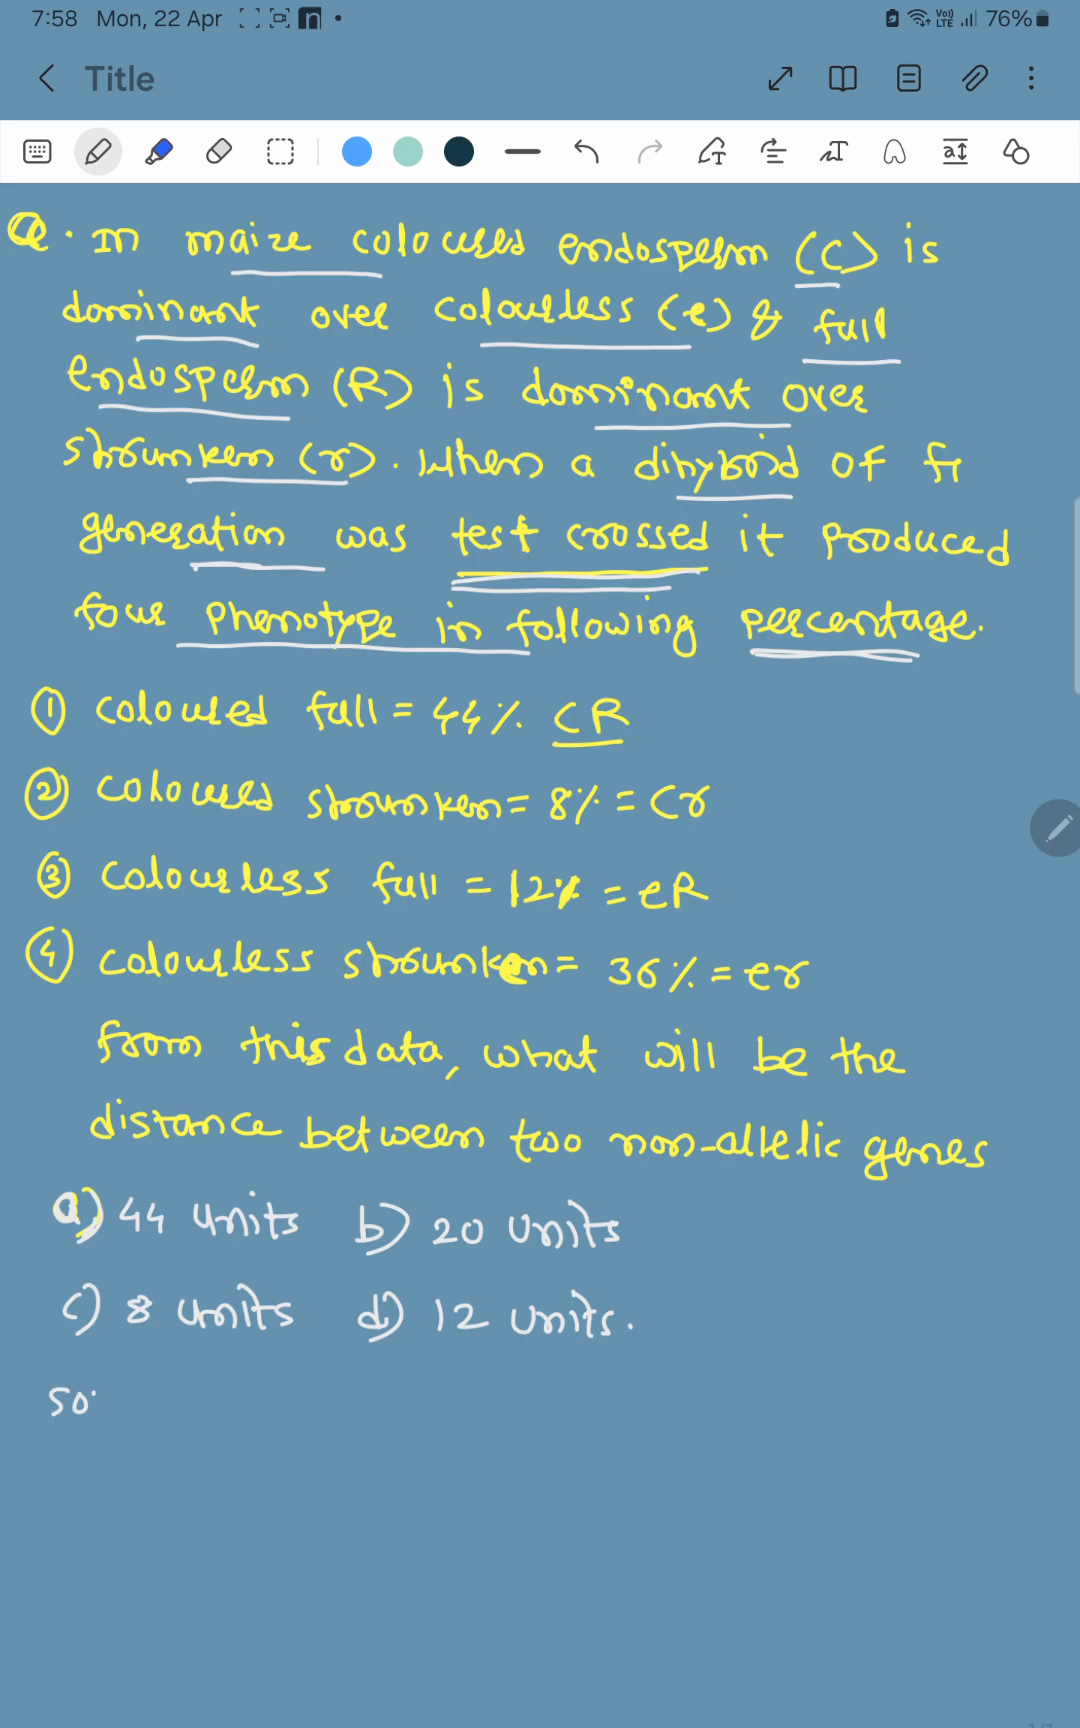 7:58 Mon, 22 Apr 76%
Title
Q. In maize coloured endosperm (C) is
dominant over colourless (c) & full
endosperm (R) is dominant over
shrunken (r). When a dihybrid of f1
generation was test crossed it produced
four phenotype in following percentage.
① coloured full = 44% CR
② coloured shrunken = 8% = Cr
③ colourless full = 12% = cR
④ colourless shrunken = 36% = cr
from this data, what will be the
distance between two non-allelic genes
a) 44 units b) 20 units
c) 8 units d) 12 units.
so